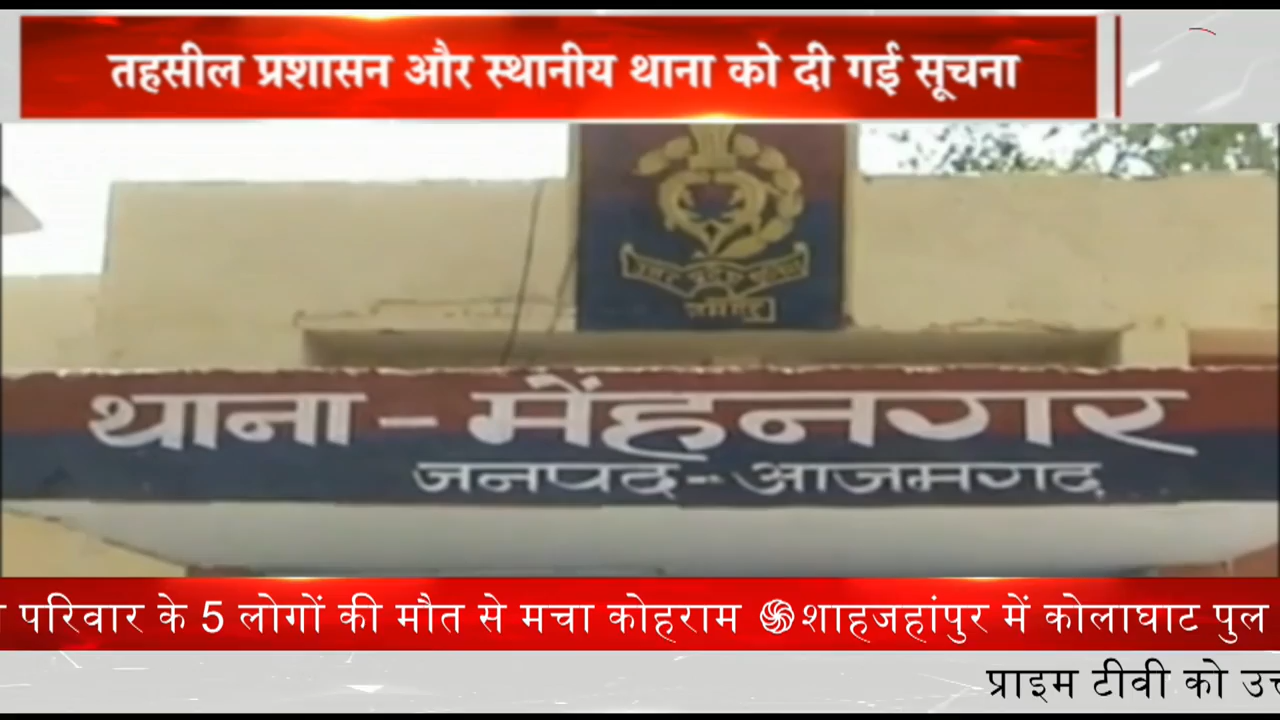 तहसील प्रशासन और स्थानीय थाना को दी गई सूचना
थाना - मेंहनगर
जनपद - आजमगढ़
परिवार के 5 लोगों की मौत से मचा कोहराम शाहजहांपुर में कोलाघाट पुल
प्राइम टीवी को